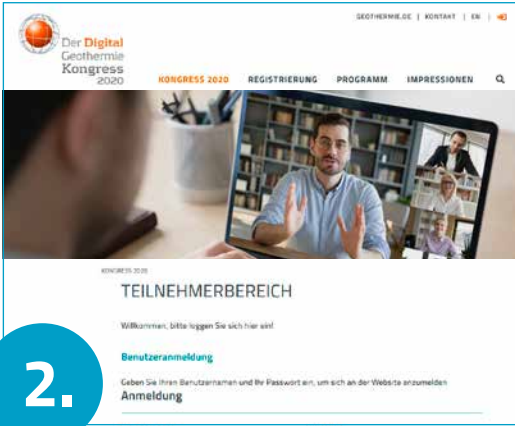 GEOTHERMIE.DE | KONTAKT | EN |
Der Digital
Geothermie
Kongress
2020
KONGRESS 2020 REGISTRIERUNG PROGRAMM IMPRESSIONEN
KONGRESS 2020
TEILNEHMERBEREICH
Willkommen, bitte loggen Sie sich hier ein!
Benutzeranmeldung
Geben Sie Ihren Benutzernamen und Ihr Passwort ein, um sich an der Website anzumelden
Anmeldung
2.